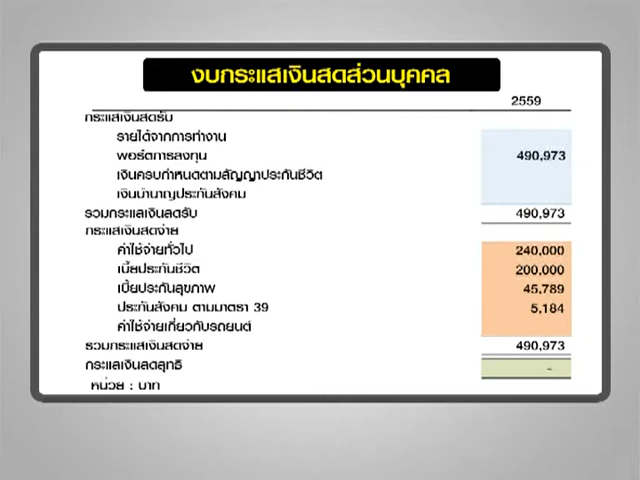 งบกระแสเงินสดส่วนบุคคล
2559
กระแสเงินสดรับ
รายได้จากการทำงาน
พอร์ตการลงทุน 490,973
เงินครบกำหนดตามสัญญาประกันชีวิต
เงินบำนาญประกันสังคม
รวมกระแสเงินสดรับ 490,973
กระแสเงินสดจ่าย
ค่าใช้จ่ายทั่วไป 240,000
เบี้ยประกันชีวิต 200,000
เบี้ยประกันสุขภาพ 45,789
ประกันสังคม ตามมาตรา 39 5,184
ค่าใช้จ่ายเกี่ยวกับรถยนต์
รวมกระแสเงินสดจ่าย 490,973
กระแสเงินสดสุทธิ -
หน่วย : บาท